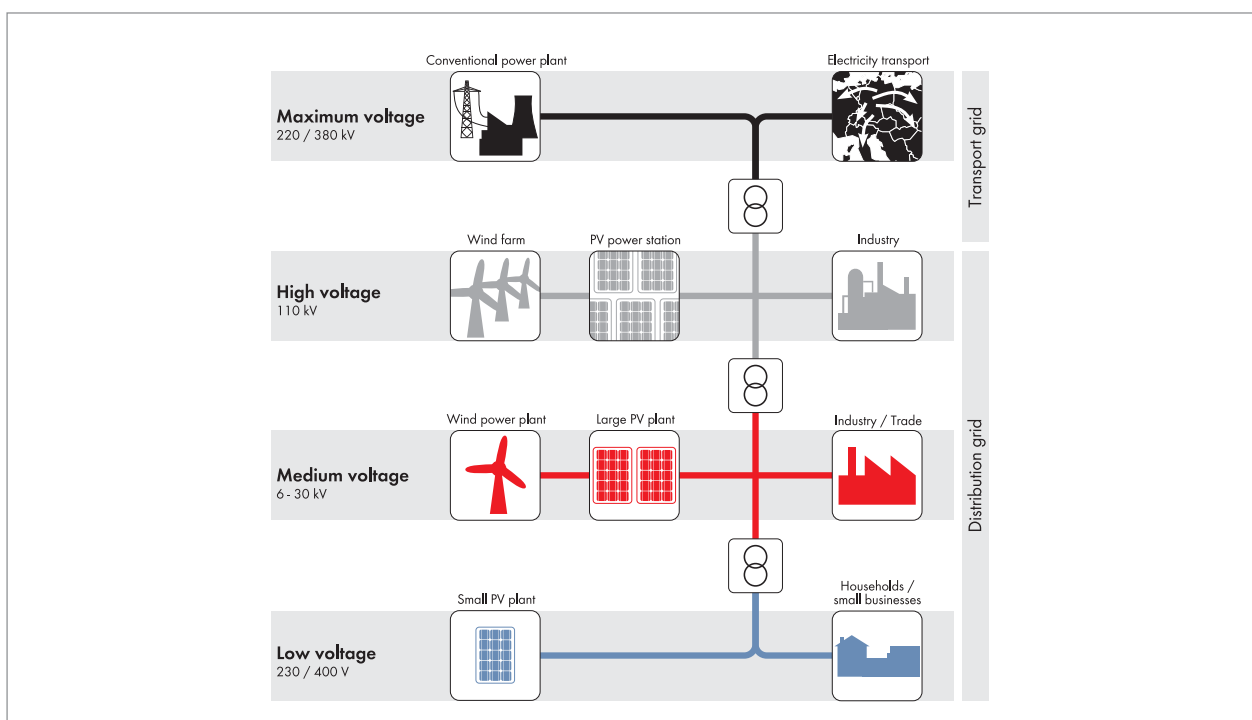 Conventional power plant
Electricity transport
Maximum voltage
220 / 380 kV
Transport grid
Wind farm
PV power station
Industry
High voltage
110 kV
Distribution grid
Wind power plant
Large PV plant
Industry / Trade
Medium voltage
6 - 30 kV
Small PV plant
Households /
small businesses
Low voltage
230 / 400 V